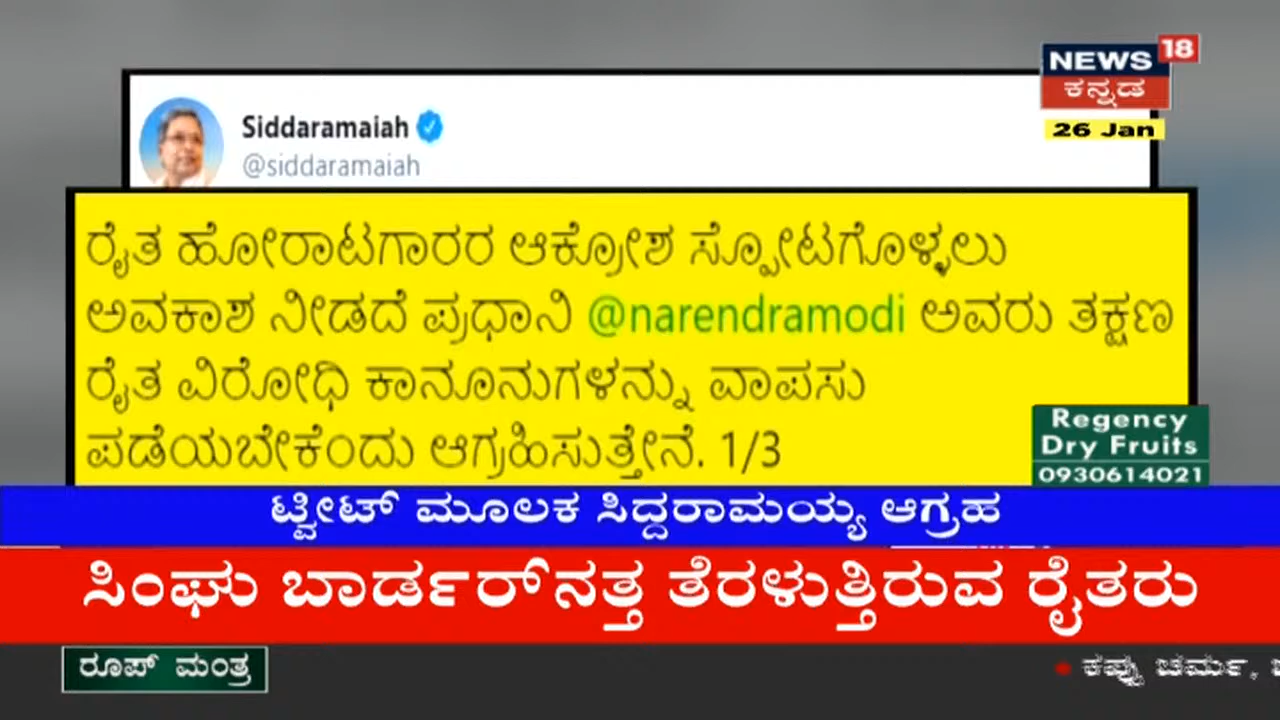 NEWS 18
ಕನ್ನಡ
26 Jan
Siddaramaiah
@siddaramaiah
ರೈತ ಹೋರಾಟಗಾರರ ಆಕ್ರೋಶ ಸ್ಪೋಟಗೊಳ್ಳಲು
ಅವಕಾಶ ನೀಡದೆ ಪ್ರಧಾನಿ @narendramodi ಅವರು ತಕ್ಷಣ
ರೈತ ವಿರೋಧಿ ಕಾನೂನುಗಳನ್ನು ವಾಪಸು
ಪಡೆಯಬೇಕೆಂದು ಆಗ್ರಹಿಸುತ್ತೇನೆ. 1/3
Regency
Dry Fruits
0930614021
ಟ್ವೀಟ್ ಮೂಲಕ ಸಿದ್ದರಾಮಯ್ಯ ಆಗ್ರಹ
ಸಿಂಘು ಬಾರ್ಡರ್‌ನತ್ತ ತೆರಳುತ್ತಿರುವ ರೈತರು
ರೂಪ್ ಮಂತ್ರ
ಕಪ್ಪು ಚರ್ಮ,